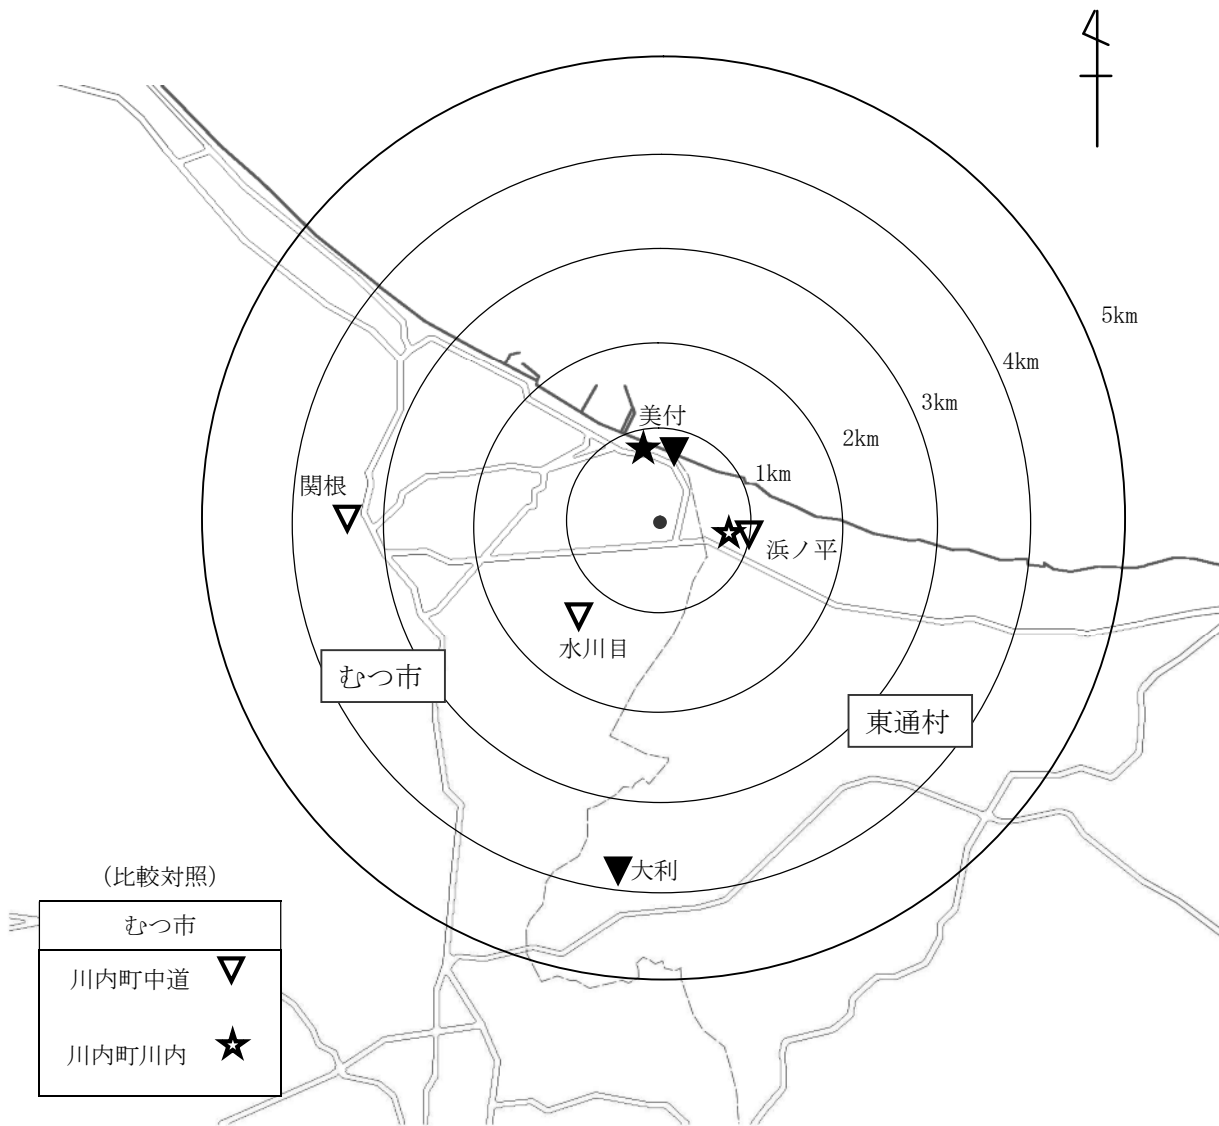 5km
4km
3km
2km
美付
1km
関根
浜ノ平
水川目
むつ市
東通村
大利
(比較対照)
むつ市
川内町中道
川内町川内